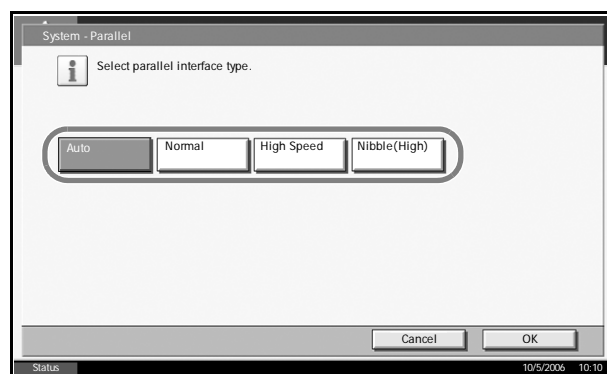 System - Parallel
Select parallel interface type.
Auto Normal High Speed Nibble(High)
Cancel OK
Status 10/5/2006 10:10